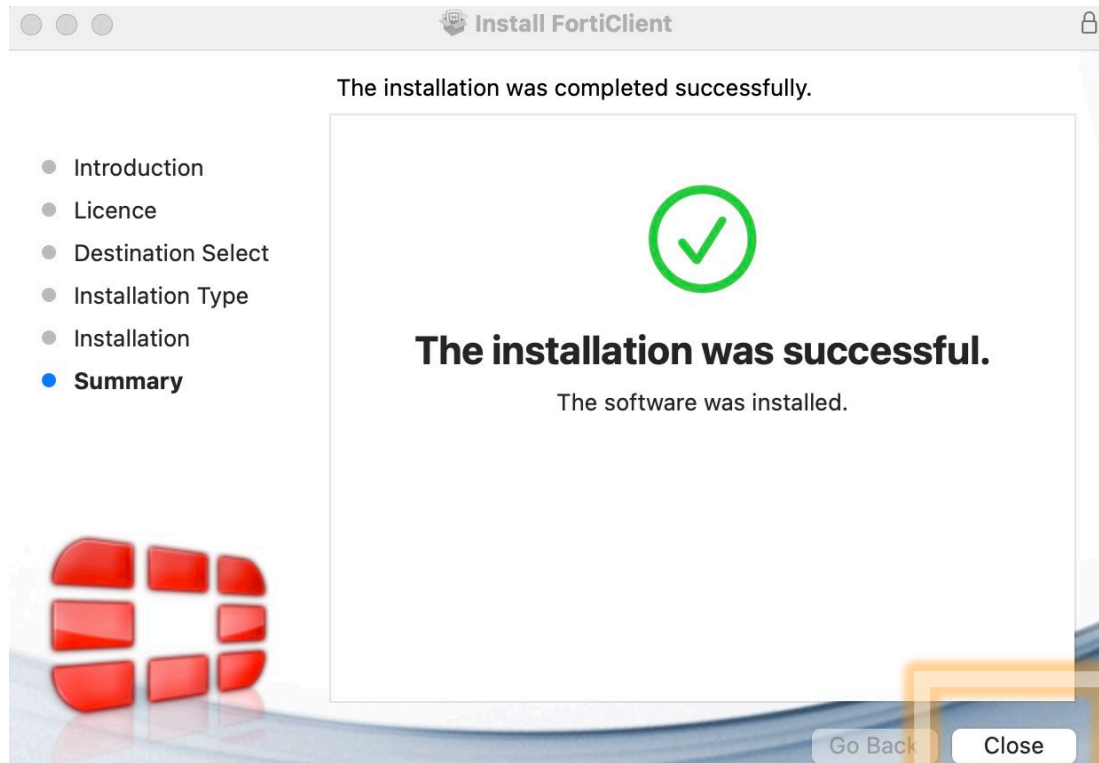 Install FortiClient
The installation was completed successfully.
Introduction
Licence
Destination Select
Installation Type
Installation
Summary
The installation was successful.
The software was installed.
Go Back
Close